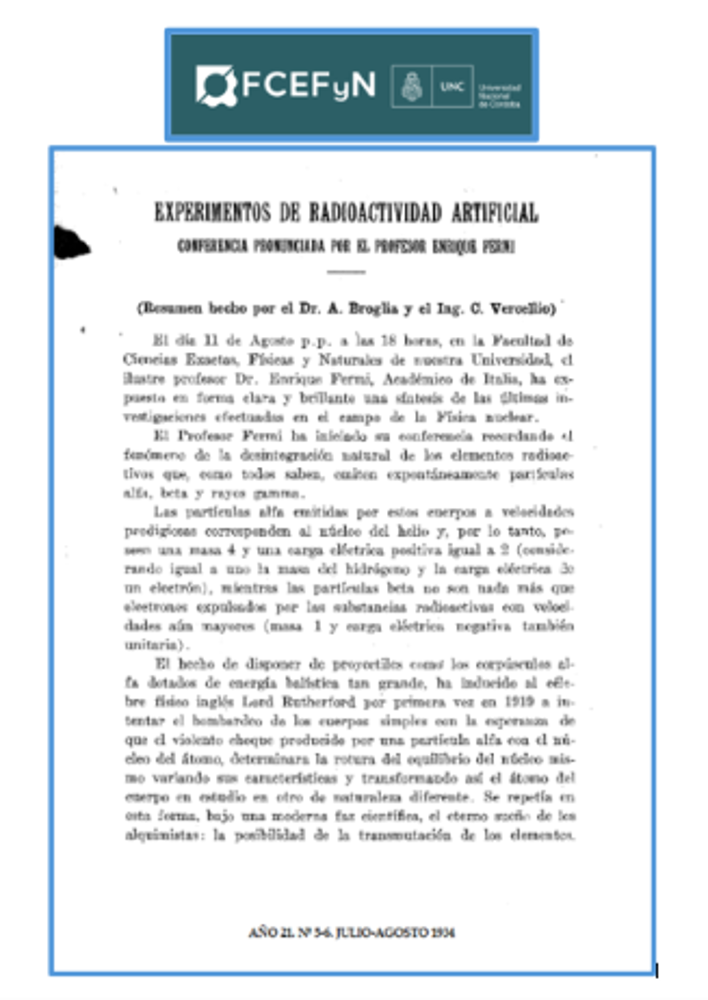 FCEFyN
UNC
Universidad
Nacional
de Córdoba
EXPERIMENTOS DE RADIOACTIVIDAD ARTIFICIAL
CONFERENCIA PRONUNCIADA POR EL PROFESOR ENRIQUE FERMI
(Resumen hecho por el Dr. A. Broglia y el Ing. C. Vercellio)
El día 11 de Agosto p.p. a las 18 horas, en la Facultad de
Ciencias Exactas, Físicas y Naturales de nuestra Universidad, el
ilustre profesor Dr. Enrique Fermi, Académico de Italia, ha ex-
puesto en forma clara y brillante una síntesis de las últimas in-
vestigaciones efectuadas en el campo de la Física nuclear.
El Profesor Fermi ha iniciado su conferencia recordando el
fenómeno de la desintegración natural de los elementos radioac-
tivos que, como todos saben, emiten expontáneamente partículas
alfa, beta y rayos gamma.
Las partículas alfa emitidas por estos cuerpos a velocidades
prodigiosas corresponden al núcleo del helio y, por lo tanto, po-
seen una masa 4 y una carga eléctrica positiva igual a 2 (conside-
rando igual a uno la masa del hidrógeno y la carga eléctrica de
un electrón), mientras las partículas beta no son nada más que
electrones expulsados por las substancias radioactivas con veloci-
dades aún mayores (masa 1 y carga eléctrica negativa también
unitaria).
El hecho de disponer de proyectiles como los corpúsculos al-
fa dotados de energía balística tan grande, ha inducido al céle-
bre físico inglés Lord Rutherford por primera vez en 1919 a in-
tentar el bombardeo de los cuerpos simples con la esperanza de
que el violento choque producido por una partícula alfa con el nú-
cleo del átomo, determinara la rotura del equilibrio del núcleo mis-
mo variando sus características y transformando así el átomo del
cuerpo en estudio en otro de naturaleza diferente. Se repetía en
esta forma, bajo una moderna faz científica, el eterno sueño de los
alquimistas: la posibilidad de la transmutación de los elementos.
AÑO 21. Nº 5-6. JULIO-AGOSTO 1934